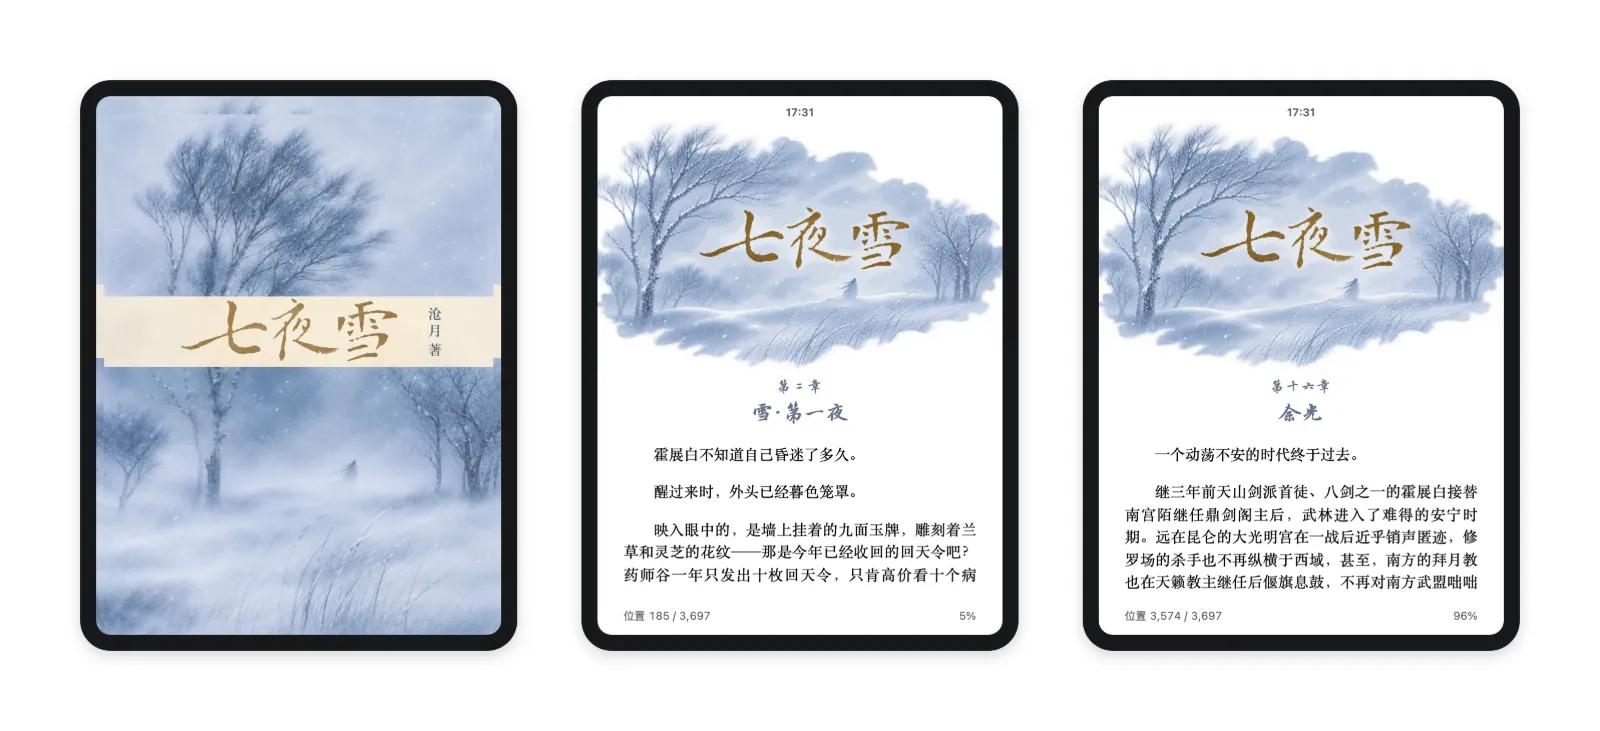 七夜雪
沧月 著
17:31
七夜雪
第二章
雪·第一夜
霍展白不知道自己昏迷了多久。
醒过来时，外头已经暮色笼罩。
映入眼中的，是墙上挂着的九面玉牌，雕刻着兰
草和灵芝的花纹——那是今年已经收回的回天令吧？
药师谷一年只发出十枚回天令，只肯高价看十个病
位置 185 / 3,697
5%
17:31
七夜雪
第十六章
余光
一个动荡不安的时代终于过去。
继三年前天山剑派首徒、八剑之一的霍展白接替
南宫陌继任鼎剑阁主后，武林进入了难得的安宁时
期。远在昆仑的大光明宫在一战后近乎销声匿迹，修
罗场的杀手也不再纵横于西域，甚至，南方的拜月教
也在天籁教主继任后偃旗息鼓，不再对南方武盟咄咄
位置 3,574 / 3,697
96%